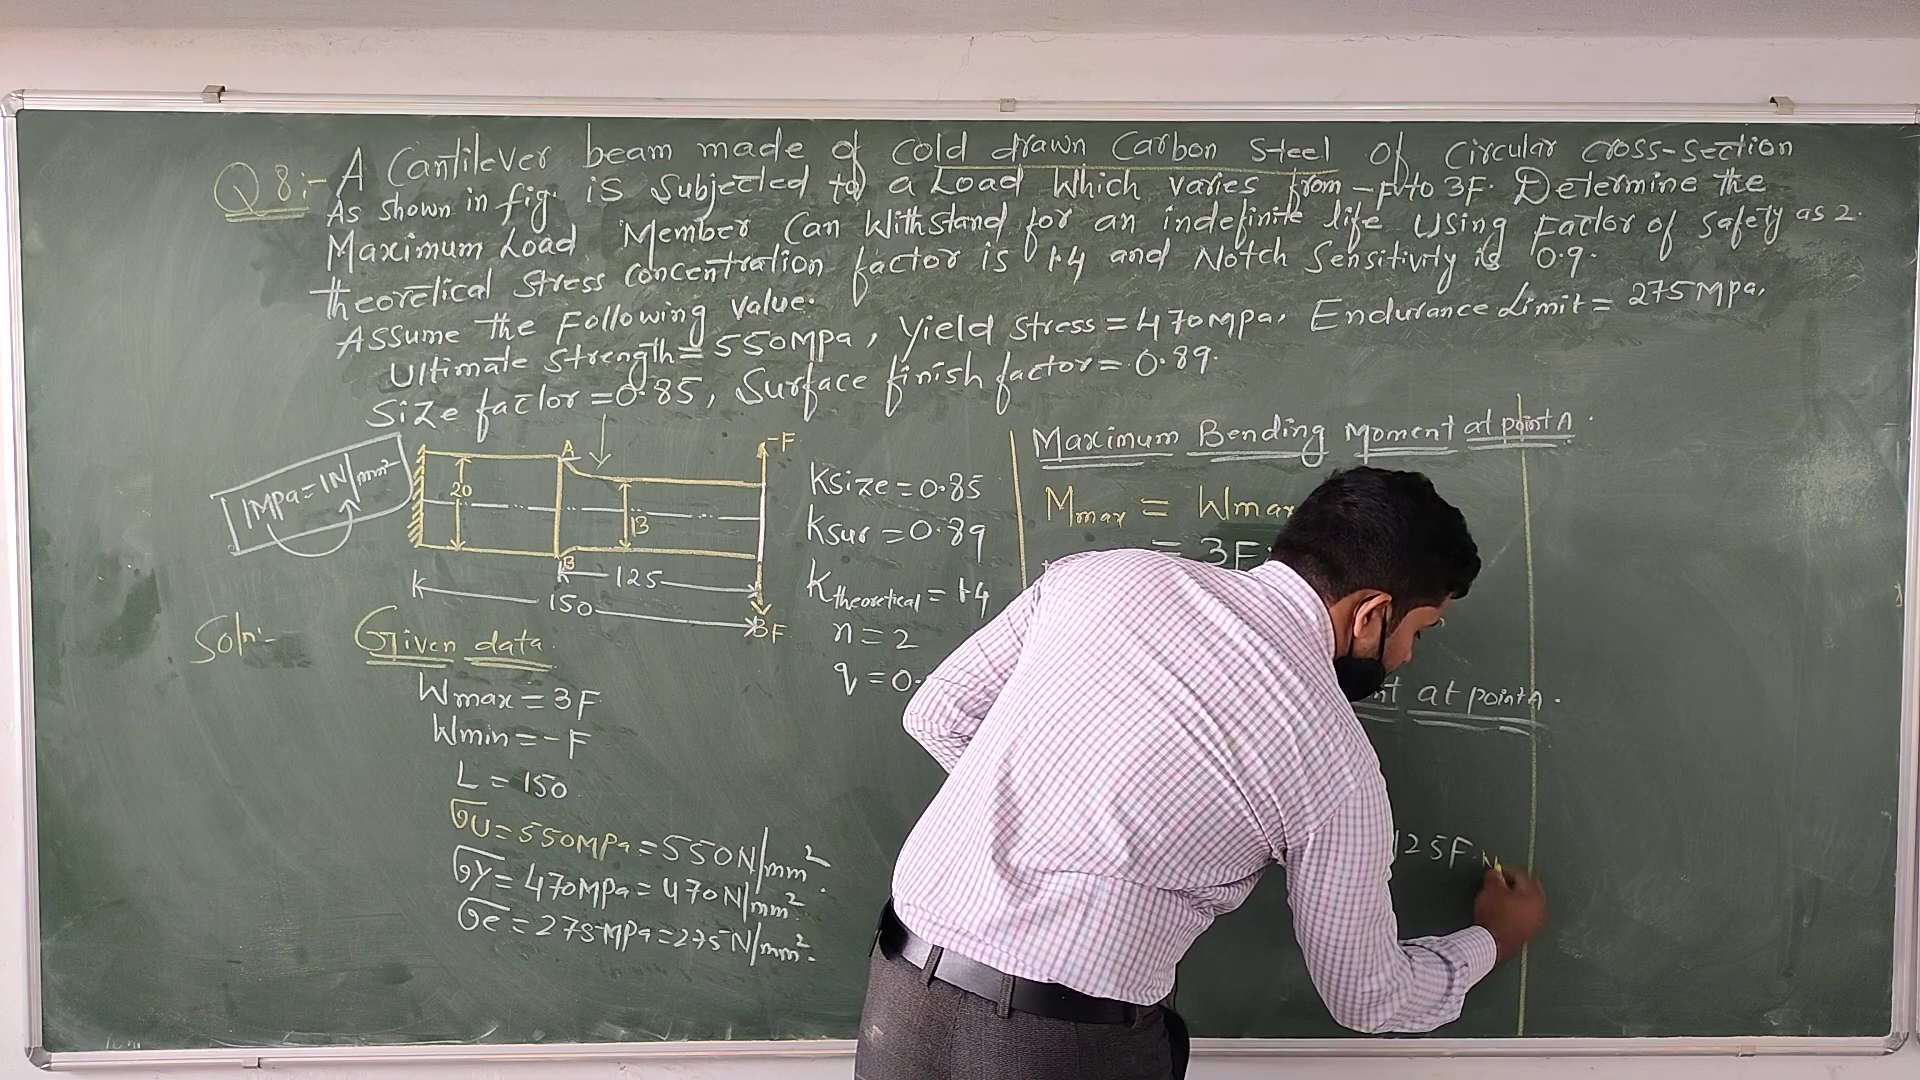 Q8:- A Cantilever beam made of cold drawn Carbon Steel of Circular cross-section
As shown in fig. is subjected to a Load Which varies from -F to 3F. Determine the
Maximum Load Member Can Withstand for an indefinite life Using Factor of Safety as 2.
theoretical stress concentration factor is 1.4 and Notch Sensitivity is 0.9.
Assume the Following value.
Ultimate Strength = 550MPa, Yield stress = 470MPa, Endurance Limit = 275MPa,
Size factor = 0.85, Surface finish factor = 0.89.
1MPa = 1N/mm²
A
-F
20
13
B
125
150
3F
Ksize = 0.85
Ksur = 0.89
Ktheoretical = 1.4
n = 2
q = 0.
Soln:-
Given data.
Wmax = 3F
Wmin = -F
L = 150
σu = 550MPa = 550N/mm².
σy = 470MPa = 470N/mm²
σe = 275MPa = 275N/mm².
Maximum Bending Moment at point A.
Mmax = Wmax
= 3F.
nt at point A.
125F N